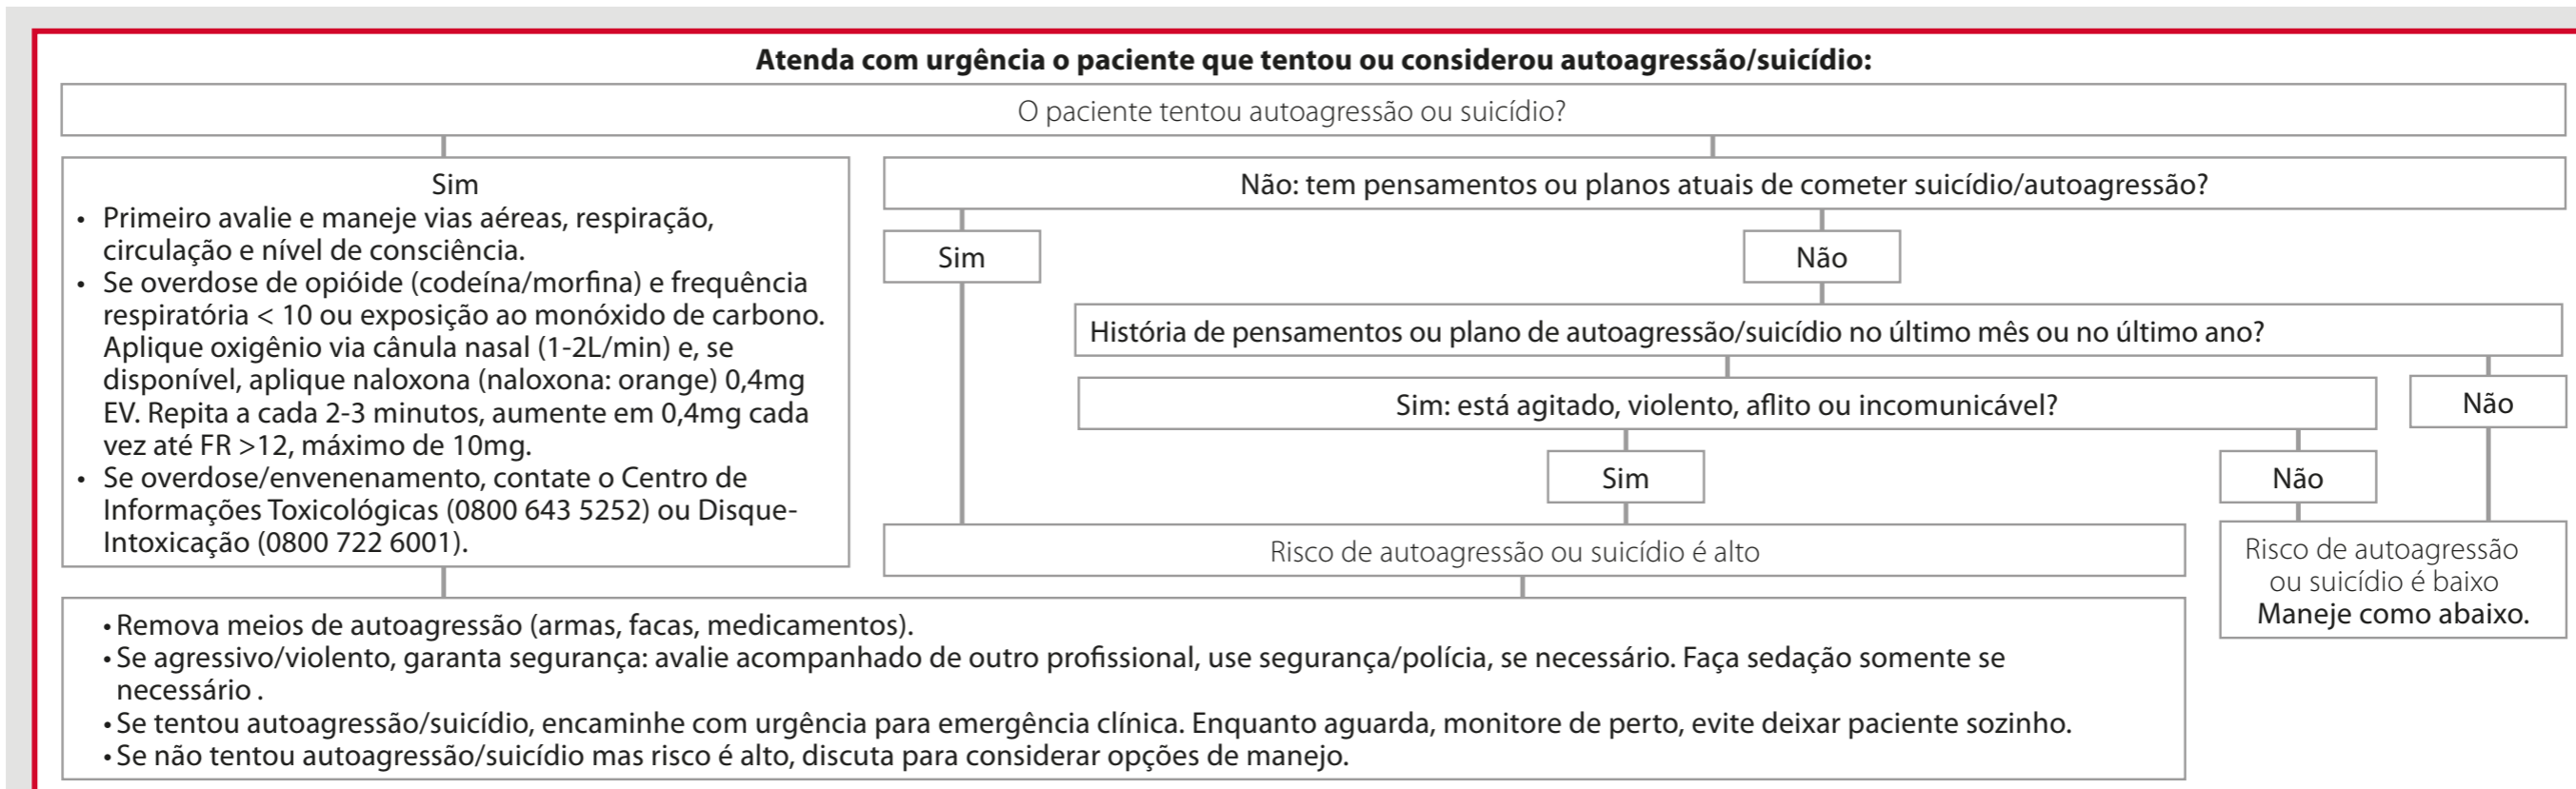 Atenda com urgência o paciente que tentou ou considerou autoagressão/suicídio:
O paciente tentou autoagressão ou suicídio?
Sim
• Primeiro avalie e maneje vias aéreas, respiração,
circulação e nível de consciência.
• Se overdose de opióide (codeína/morfina) e frequência
respiratória < 10 ou exposição ao monóxido de carbono.
Aplique oxigênio via cânula nasal (1-2L/min) e, se
disponível, aplique naloxona (naloxona: orange) 0,4mg
EV. Repita a cada 2-3 minutos, aumente em 0,4mg cada
vez até FR >12, máximo de 10mg.
• Se overdose/envenenamento, contate o Centro de
Informações Toxicológicas (0800 643 5252) ou Disque-
Intoxicação (0800 722 6001).
Não: tem pensamentos ou planos atuais de cometer suicídio/autoagressão?
Sim
Não
História de pensamentos ou plano de autoagressão/suicídio no último mês ou no último ano?
Sim: está agitado, violento, aflito ou incomunicável?
Não
Sim
Não
Risco de autoagressão ou suicídio é alto
Risco de autoagressão
ou suicídio é baixo
Maneje como abaixo.
• Remova meios de autoagressão (armas, facas, medicamentos).
• Se agressivo/violento, garanta segurança: avalie acompanhado de outro profissional, use segurança/polícia, se necessário. Faça sedação somente se
necessário .
• Se tentou autoagressão/suicídio, encaminhe com urgência para emergência clínica. Enquanto aguarda, monitore de perto, evite deixar paciente sozinho.
• Se não tentou autoagressão/suicídio mas risco é alto, discuta para considerar opções de manejo.